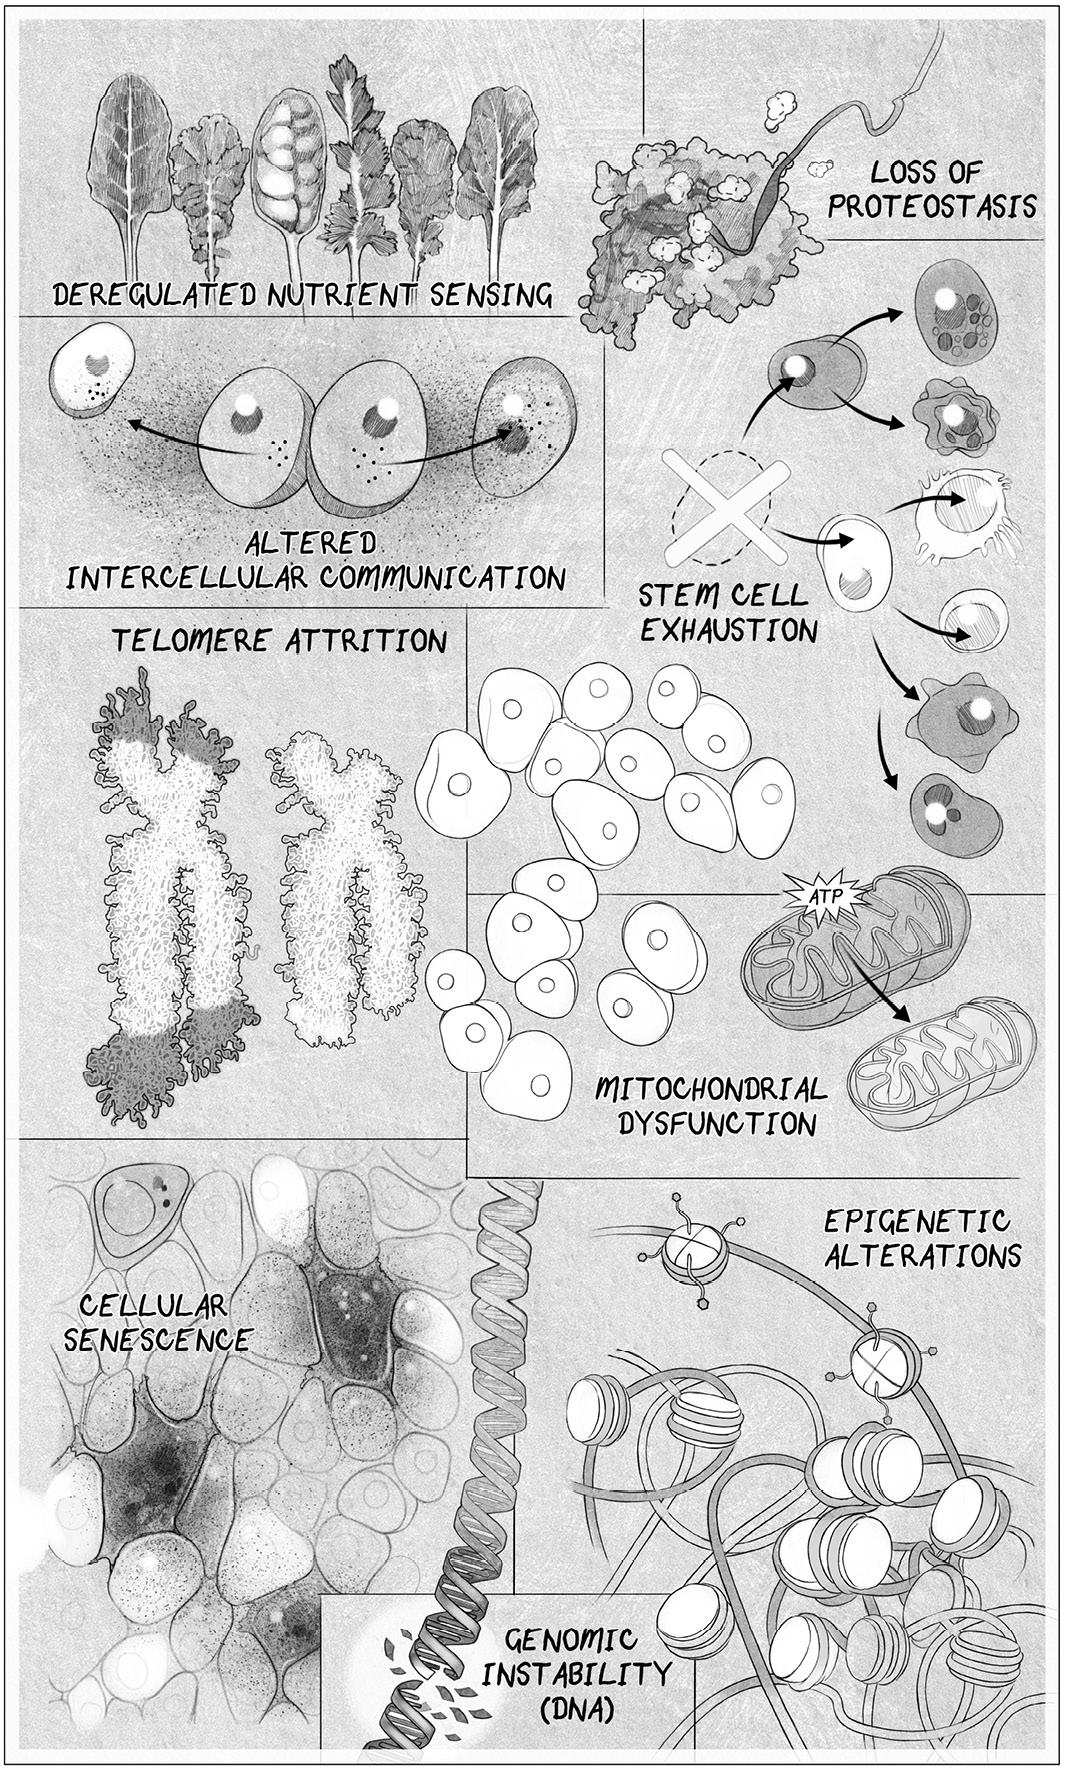 LOSS OF
PROTEOSTASIS
DEREGULATED NUTRIENT SENSING
ALTERED
INTERCELLULAR COMMUNICATION
STEM CELL
EXHAUSTION
TELOMERE ATTRITION
ATP
MITOCHONDRIAL
DYSFUNCTION
EPIGENETIC
ALTERATIONS
CELLULAR
SENESCENCE
GENOMIC
INSTABILITY
(DNA)